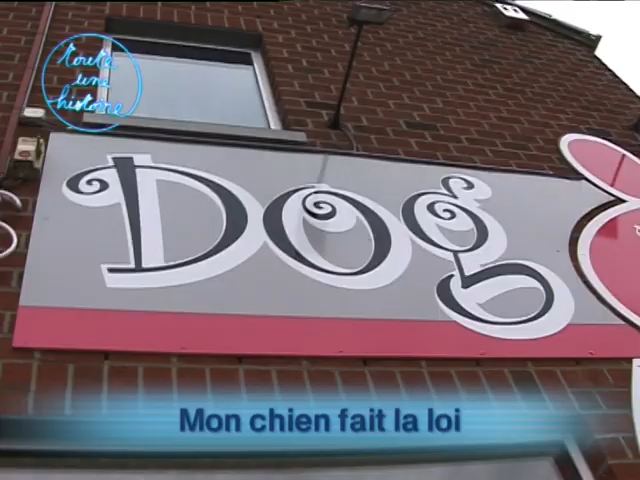 toute
une
histoire
Dog
Mon chien fait la loi